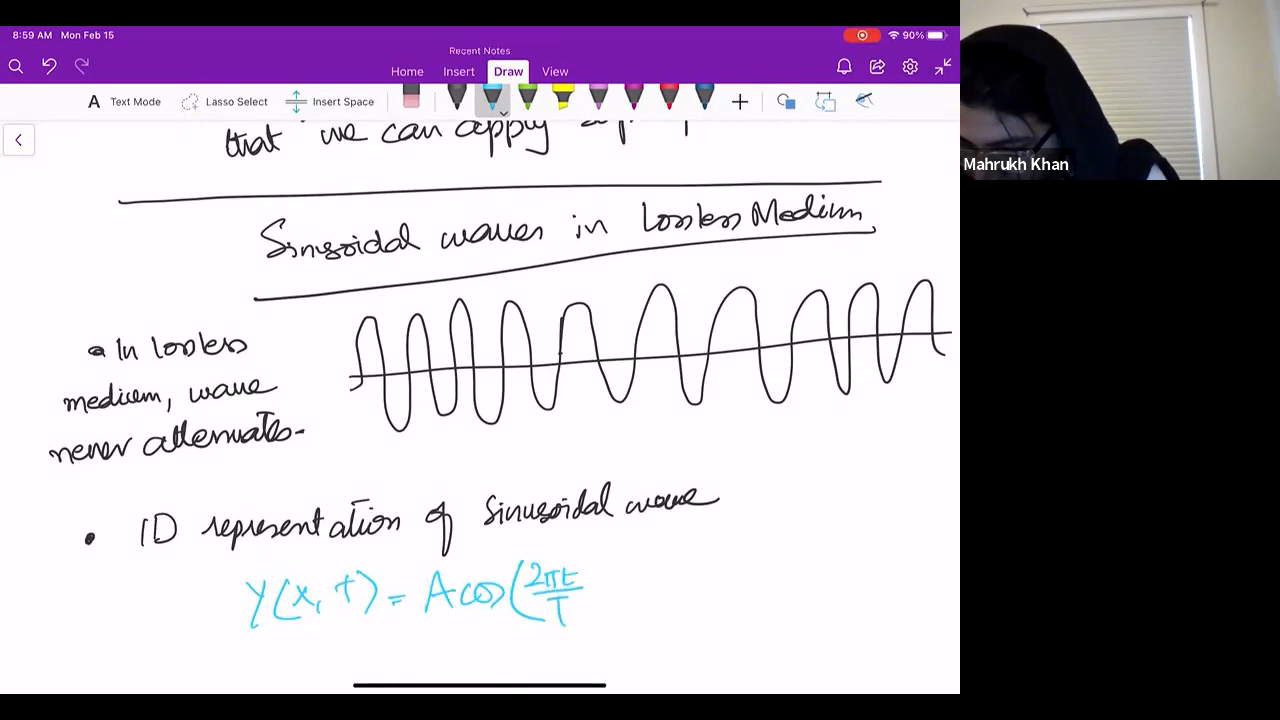 8:59 AM Mon Feb 15
90%
Recent Notes
Home Insert Draw View
Text Mode Lasso Select Insert Space
that we can apply
Sinusoidal waves in lossless Medium
In lossless
medium, wave
never attenuates.
1D representation of sinusoidal wave
Y(x, t) = A cos(2πt/T
Mahrukh Khan